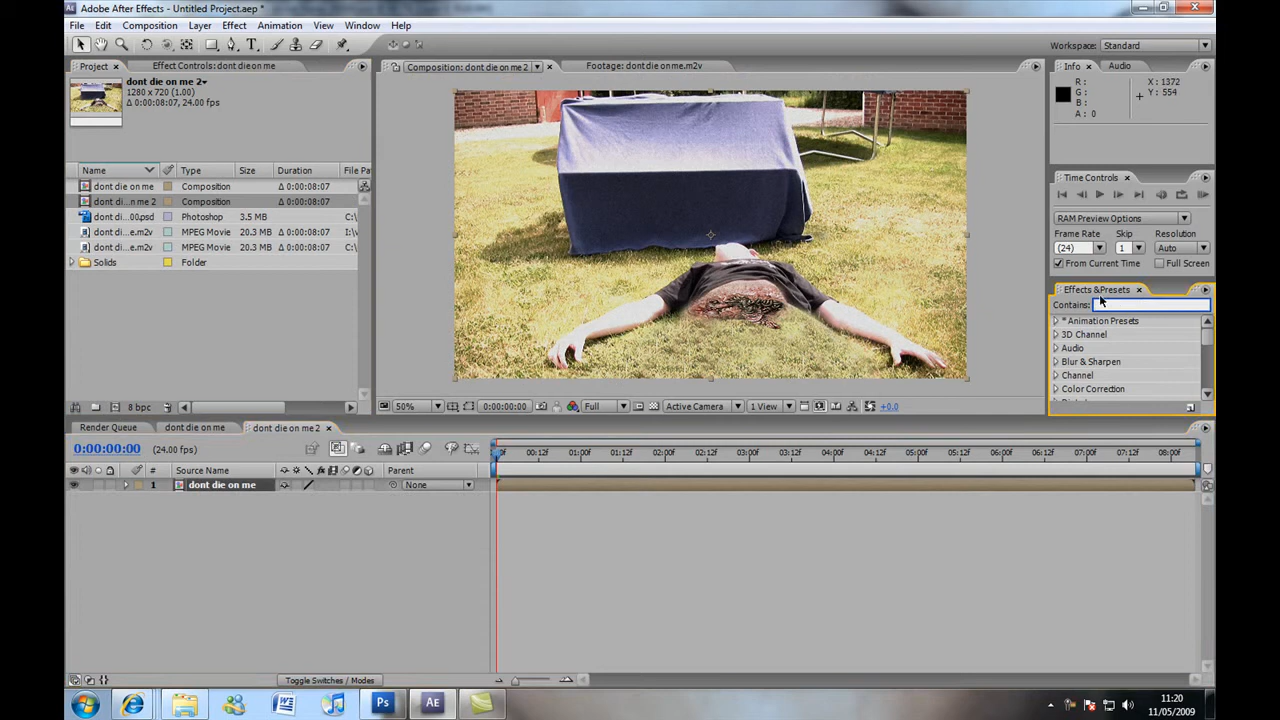 Adobe After Effects - Untitled Project.aep *
File Edit Composition Layer Effect Animation View Window Help
Workspace: Standard
Project Effect Controls: dont die on me
dont die on me 2
1280 x 720 (1.00)
Δ 0:00:08:07, 24.00 fps
Name Type Size Duration File Pa
dont die on me Composition Δ 0:00:08:07
dont di...n me 2 Composition Δ 0:00:08:07
dont di...00.psd Photoshop 3.5 MB C:\
dont di...e.m2v MPEG Movie 20.3 MB Δ 0:00:08:07 I:\
dont di...e.m2v MPEG Movie 20.3 MB Δ 0:00:08:07 C:\
Solids Folder
8 bpc
Composition: dont die on me 2 Footage: dont die on me.m2v
50% 0:00:00:00 Full Active Camera 1 View +0.0
Info Audio
R :
G :
B :
A : 0
X : 1372
Y : 554
Time Controls
RAM Preview Options
Frame Rate Skip Resolution
(24) 1 Auto
From Current Time Full Screen
Effects & Presets
Contains:
* Animation Presets
3D Channel
Audio
Blur & Sharpen
Channel
Color Correction
Render Queue dont die on me dont die on me 2
0:00:00:00 (24.00 fps)
# Source Name Parent
00:12f 01:00f 01:12f 02:00f 02:12f 03:00f 03:12f 04:00f 04:12f 05:00f 05:12f 06:00f 06:12f 07:00f 07:12f 08:00f
1 dont die on me None
Toggle Switches / Modes
Ps AE
11:20
11/05/2009